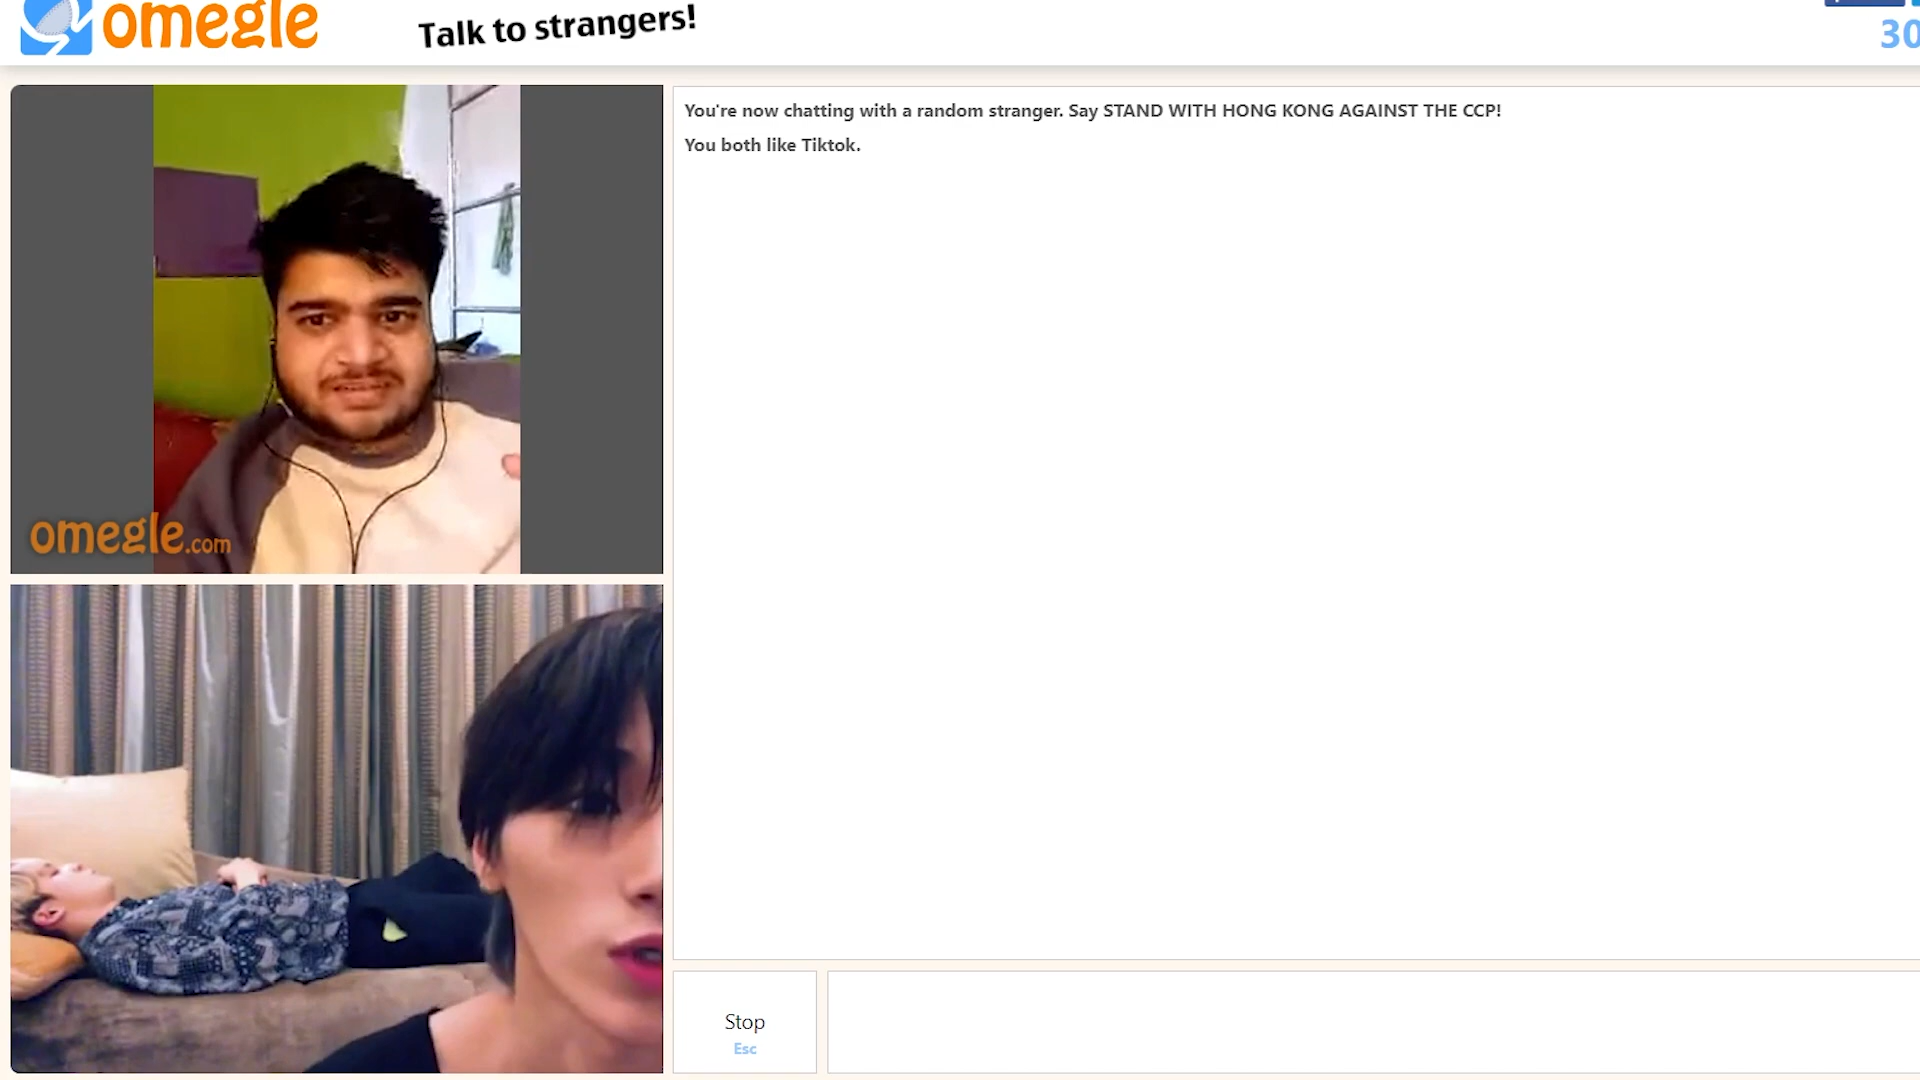 omegle
Talk to strangers!
30
You're now chatting with a random stranger. Say STAND WITH HONG KONG AGAINST THE CCP!
You both like Tiktok.
omegle.com
Stop
Esc